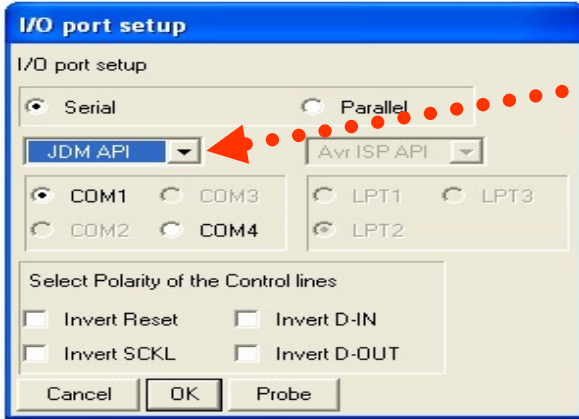 I/O port setup
I/O port setup
Serial Parallel
JDM API Avr ISP API
COM1 COM3 LPT1 LPT3
COM2 COM4 LPT2
Select Polarity of the Control lines
Invert Reset Invert D-IN
Invert SCKL Invert D-OUT
Cancel OK Probe